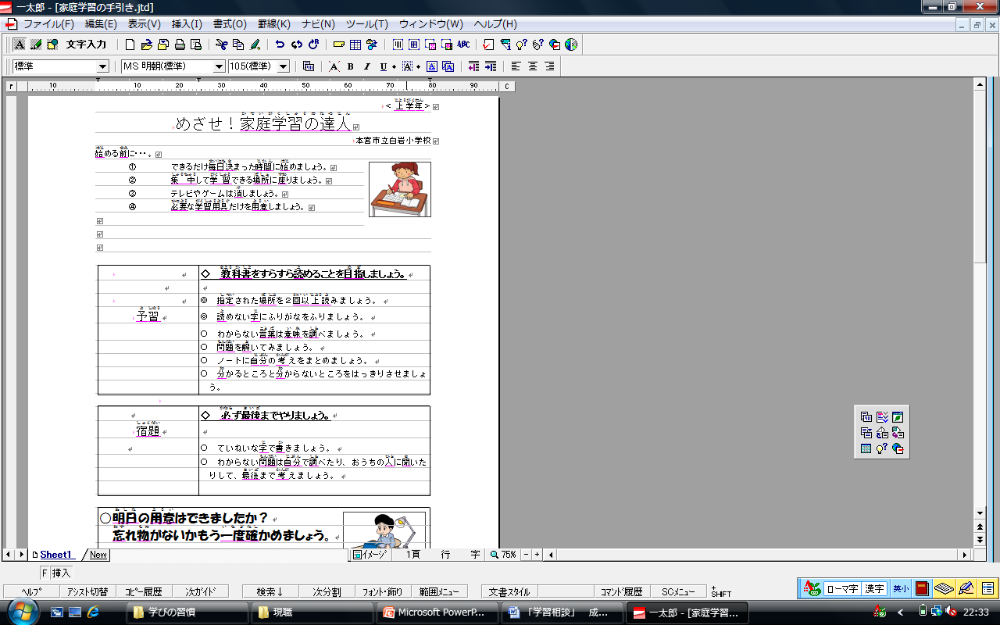 一太郎 - [家庭学習の手引き.jtd]
ファイル(F) 編集(E) 表示(V) 挿入(I) 書式(O) 罫線(K) ナビ(N) ツール(T) ウィンドウ(W) ヘルプ(H)
文字入力
標準 MS 明朝(標準) 10.5(標準)
10 10 20 30 40 50 60 70 80 90
<上学年>
めざせ！家庭学習の達人
本宮市立白岩小学校
始める前に・・・。
① できるだけ毎日決まった時間に始めましょう。
② 集中して学習できる場所に座りましょう。
③ テレビやゲームは消しましょう。
④ 必要な学習用具だけを用意しましょう。
予習
◇ 教科書をすらすら読めることを目指しましょう。
◎ 指定された場所を２回以上読みましょう。
◎ 読めない字にふりがなをふりましょう。
○ わからない言葉は意味を調べましょう。
○ 問題を解いてみましょう。
○ ノートに自分の考えをまとめましょう。
○ 分かるところと分からないところをはっきりさせましょ
う。
宿題
◇ 必ず最後までやりましょう。
○ ていねいな字で書きましょう。
○ わからない問題は自分で調べたり、おうちの人に聞いた
りして、最後まで考えましょう。
○明日の用意はできましたか？
忘れ物がないかもう一度確かめましょう。
Sheet1 New
イメージ 1頁 行 字 75%
F 挿入
ヘルプ アシスト切替 コピー履歴 次ガイド 検索↓ 次分割 フォント・飾り 範囲メニュー 文書スタイル コマンド履歴 SCメニュー + SHIFT
ローマ字 漢字 英小
学びの習慣 現職 Microsoft PowerP... 「学習相談」 成... 一太郎 - [家庭学習... 22:33